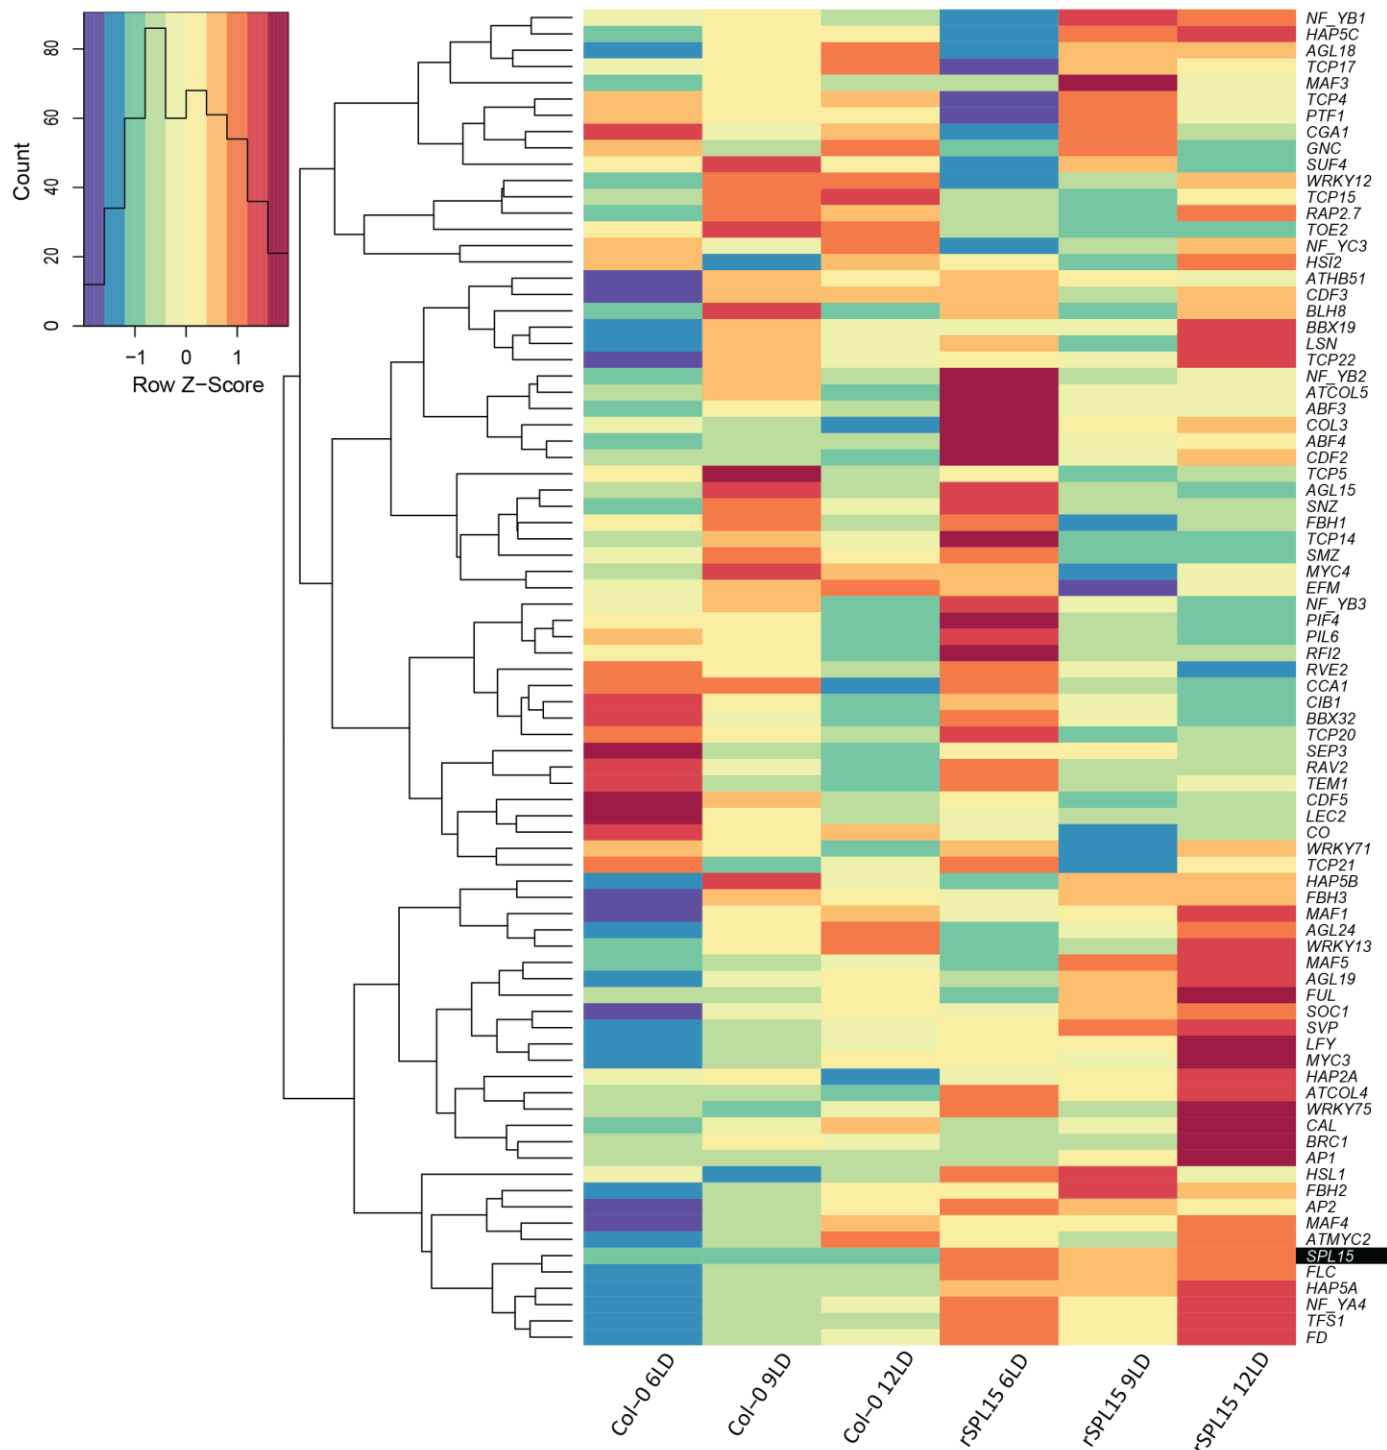 80
60
40
20
0
Count
−1 0 1
Row Z−Score
NF_YB1
HAP5C
AGL18
TCP17
MAF3
TCP4
PTF1
CGA1
GNC
SUF4
WRKY12
TCP15
RAP2.7
TOE2
NF_YC3
HSI2
ATHB51
CDF3
BLH8
BBX19
LSN
TCP22
NF_YB2
ATCOL5
ABF3
COL3
ABF4
CDF2
TCP5
AGL15
SNZ
FBH1
TCP14
SMZ
MYC4
EFM
NF_YB3
PIF4
PIL6
RFI2
RVE2
CCA1
CIB1
BBX32
TCP20
SEP3
RAV2
TEM1
CDF5
LEC2
CO
WRKY71
TCP21
HAP5B
FBH3
MAF1
AGL24
WRKY13
MAF5
AGL19
FUL
SOC1
SVP
LFY
MYC3
HAP2A
ATCOL4
WRKY75
CAL
BRC1
AP1
HSL1
FBH2
AP2
MAF4
ATMYC2
SPL15
FLC
HAP5A
NF_YA4
TFS1
FD
Col−0 6LD
Col−0 9LD
Col−0 12LD
rSPL15 6LD
rSPL15 9LD
rSPL15 12LD